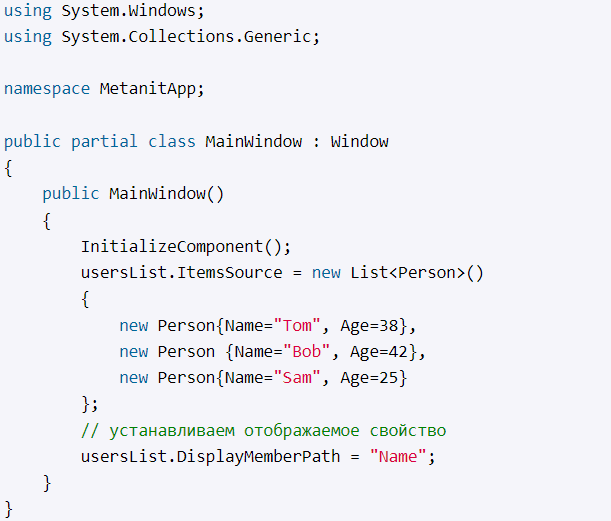 using System.Windows;
using System.Collections.Generic;
namespace MetanitApp;
public partial class MainWindow : Window
{
    public MainWindow()
    {
        InitializeComponent();
        usersList.ItemsSource = new List<Person>()
        {
            new Person{Name="Tom", Age=38},
            new Person {Name="Bob", Age=42},
            new Person{Name="Sam", Age=25}
        };
        // устанавливаем отображаемое свойство
        usersList.DisplayMemberPath = "Name";
    }
}